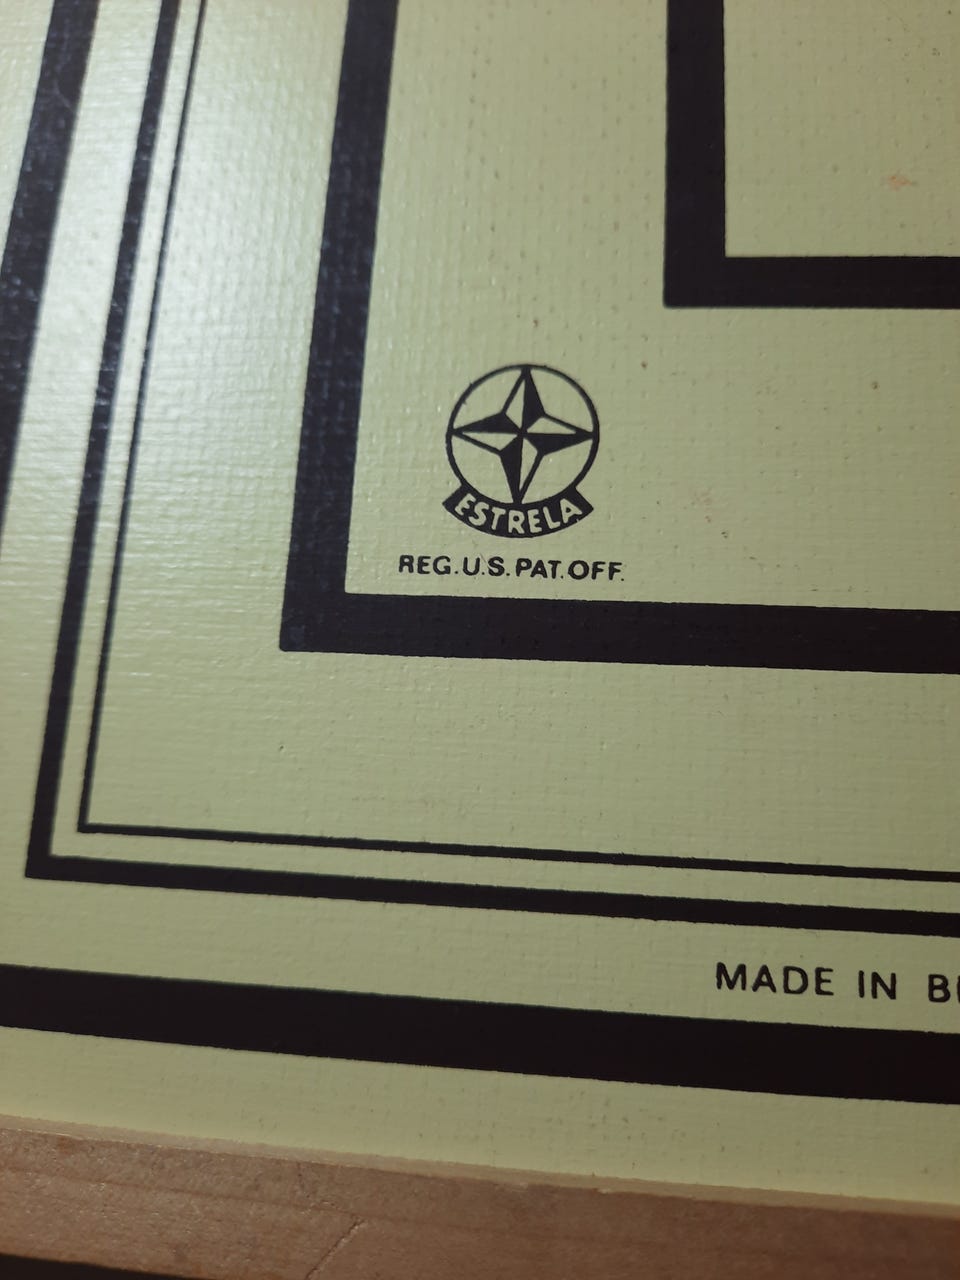 ESTRELA
REG. U.S. PAT. OFF.
MADE IN